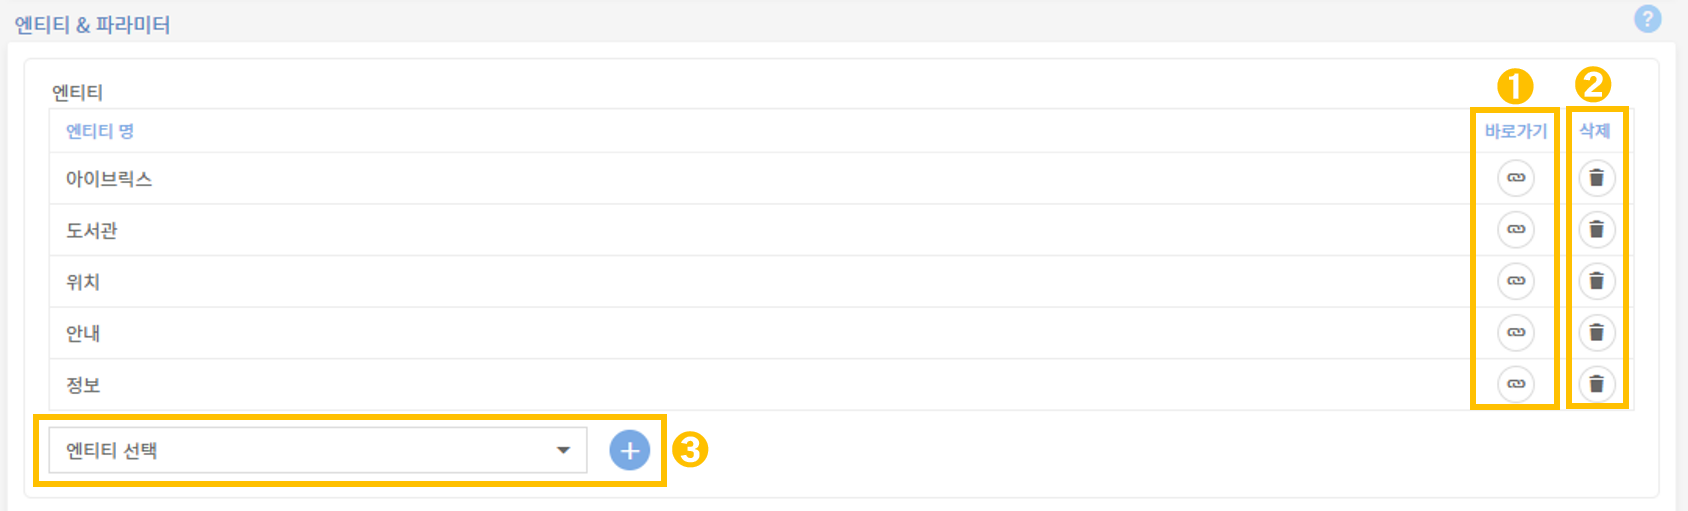 엔티티 & 파라미터
?
엔티티
1 2
엔티티 명 바로가기 삭제
아이브릭스
도서관
위치
안내
정보
엔티티 선택 + 3